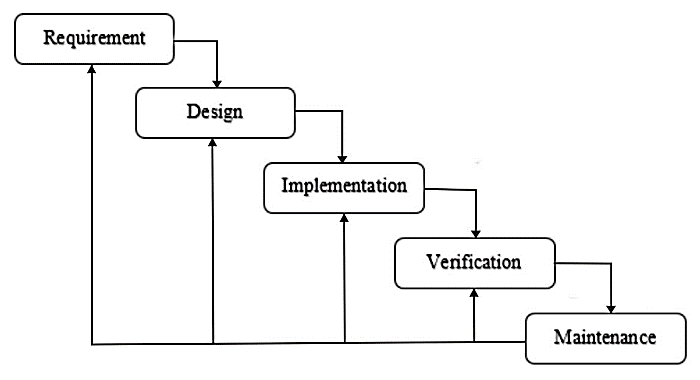 Requirement
Design
Implementation
Verification
Maintenance